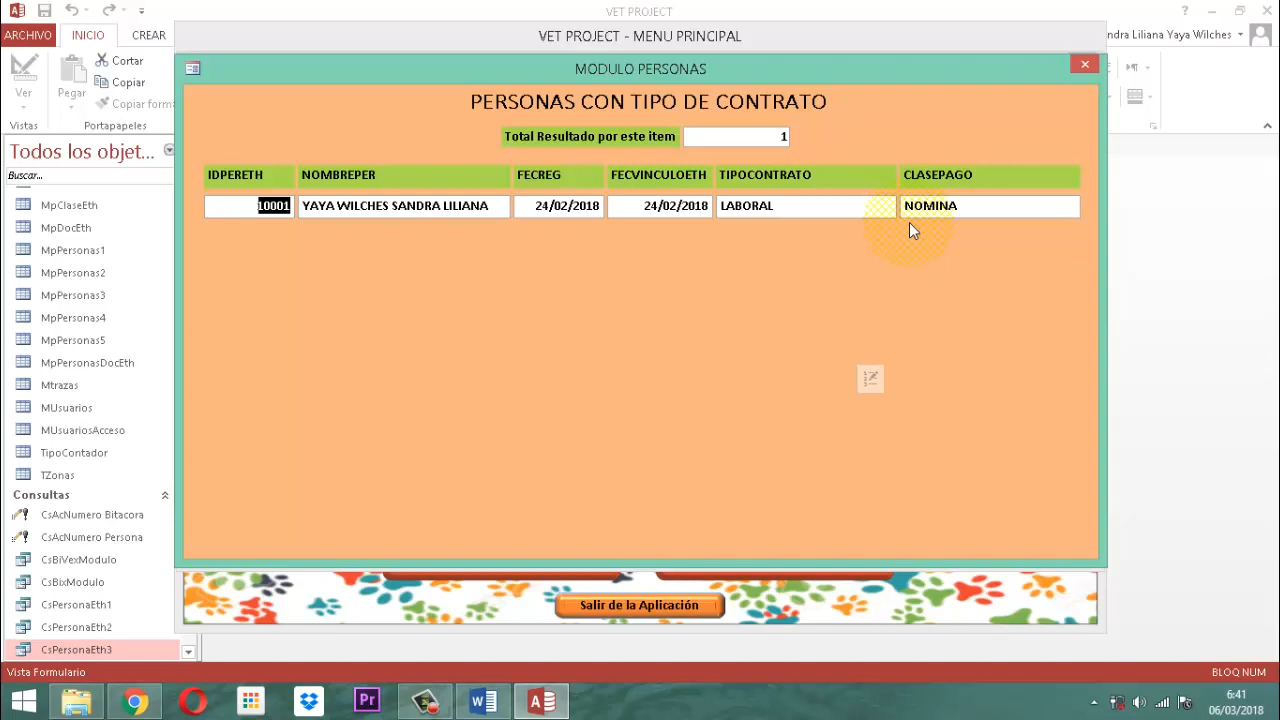 VET PROJECT
ARCHIVO
INICIO
CREAR
ndra Liliana Yaya Wilches
Ver
Pegar
Cortar
Copiar
Copiar forma
Vistas
Portapapeles
VET PROJECT - MENU PRINCIPAL
MODULO PERSONAS
PERSONAS CON TIPO DE CONTRATO
Total Resultado por este item 1
IDPERETH NOMBREPER FECREG FECVINCULOETH TIPOCONTRATO CLASEPAGO
10001 YAYA WILCHES SANDRA LILIANA 24/02/2018 24/02/2018 LABORAL NOMINA
Salir de la Aplicación
Todos los objet...
Buscar...
MpClaseEth
MpDocEth
MpPersonas1
MpPersonas2
MpPersonas3
MpPersonas4
MpPersonas5
MpPersonasDocEth
Mtrazas
MUsuarios
MUsuariosAcceso
TipoContador
TZonas
Consultas
CsAcNumero Bitacora
CsAcNumero Persona
CsBiVexModulo
CsBixModulo
CsPersonaEth1
CsPersonaEth2
CsPersonaEth3
Vista Formulario
BLOQ NUM
Pr
6:41
06/03/2018